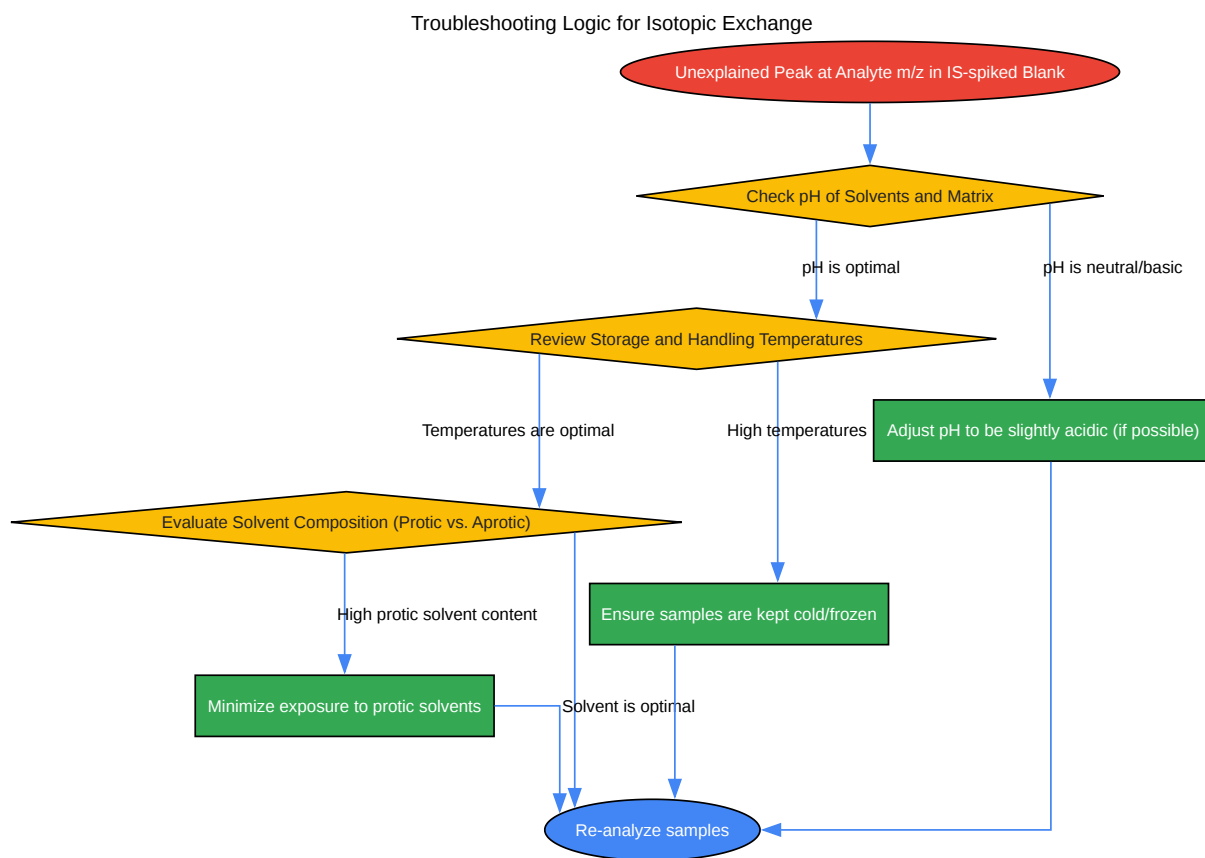 Troubleshooting Logic for Isotopic Exchange
Unexplained Peak at Analyte m/z in IS-spiked Blank
Check pH of Solvents and Matrix
pH is optimal
pH is neutral/basic
Review Storage and Handling Temperatures
Temperatures are optimal
High temperatures
Adjust pH to be slightly acidic (if possible)
Evaluate Solvent Composition (Protic vs. Aprotic)
High protic solvent content
Ensure samples are kept cold/frozen
Minimize exposure to protic solvents
Solvent is optimal
Re-analyze samples